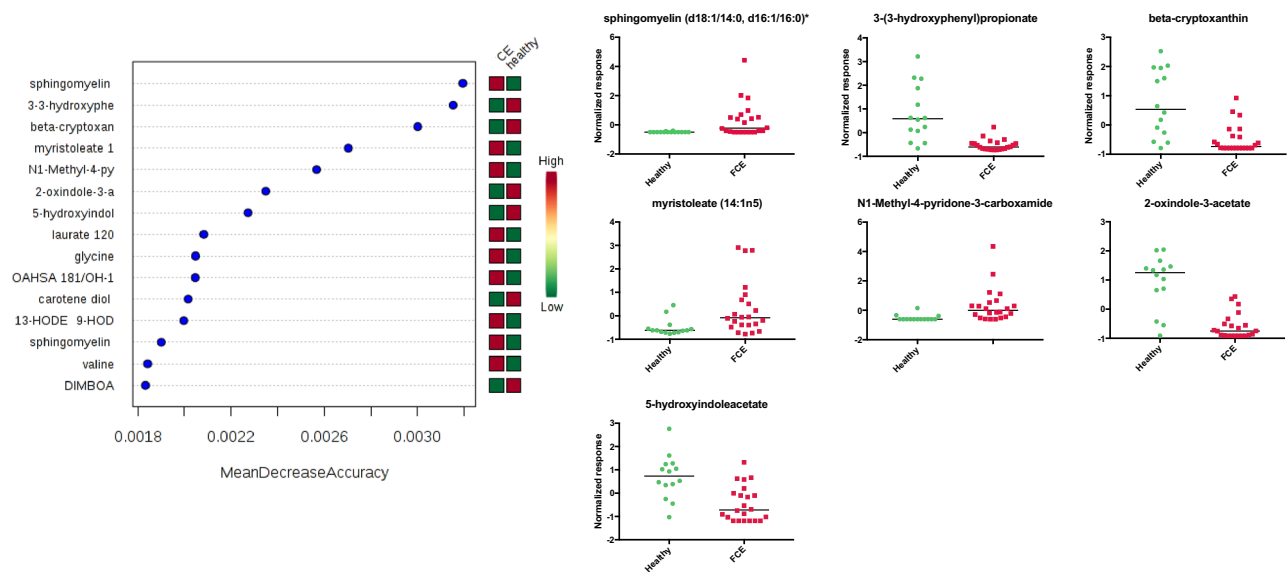 CE
healthy
sphingomyelin
3-3-hydroxyphe
beta-cryptoxan
myristoleate 1
N1-Methyl-4-py
2-oxindole-3-a
5-hydroxyindol
laurate 120
glycine
OAHSA 181/OH-1
carotene diol
13-HODE 9-HOD
sphingomyelin
valine
DIMBOA
0.0018 0.0022 0.0026 0.0030
MeanDecreaseAccuracy
High
Low
sphingomyelin (d18:1/14:0, d16:1/16:0)*
Normalized response
6
4
2
0
-2
Healthy FCE
3-(3-hydroxyphenyl)propionate
Normalized response
4
3
2
1
0
-1
Healthy FCE
beta-cryptoxanthin
Normalized response
3
2
1
0
-1
Healthy FCE
myristoleate (14:1n5)
Normalized response
4
3
2
1
0
-1
Healthy FCE
N1-Methyl-4-pyridone-3-carboxamide
Normalized response
6
4
2
0
-2
Healthy FCE
2-oxindole-3-acetate
Normalized response
3
2
1
0
-1
Healthy FCE
5-hydroxyindoleacetate
Normalized response
3
2
1
0
-1
-2
Healthy FCE